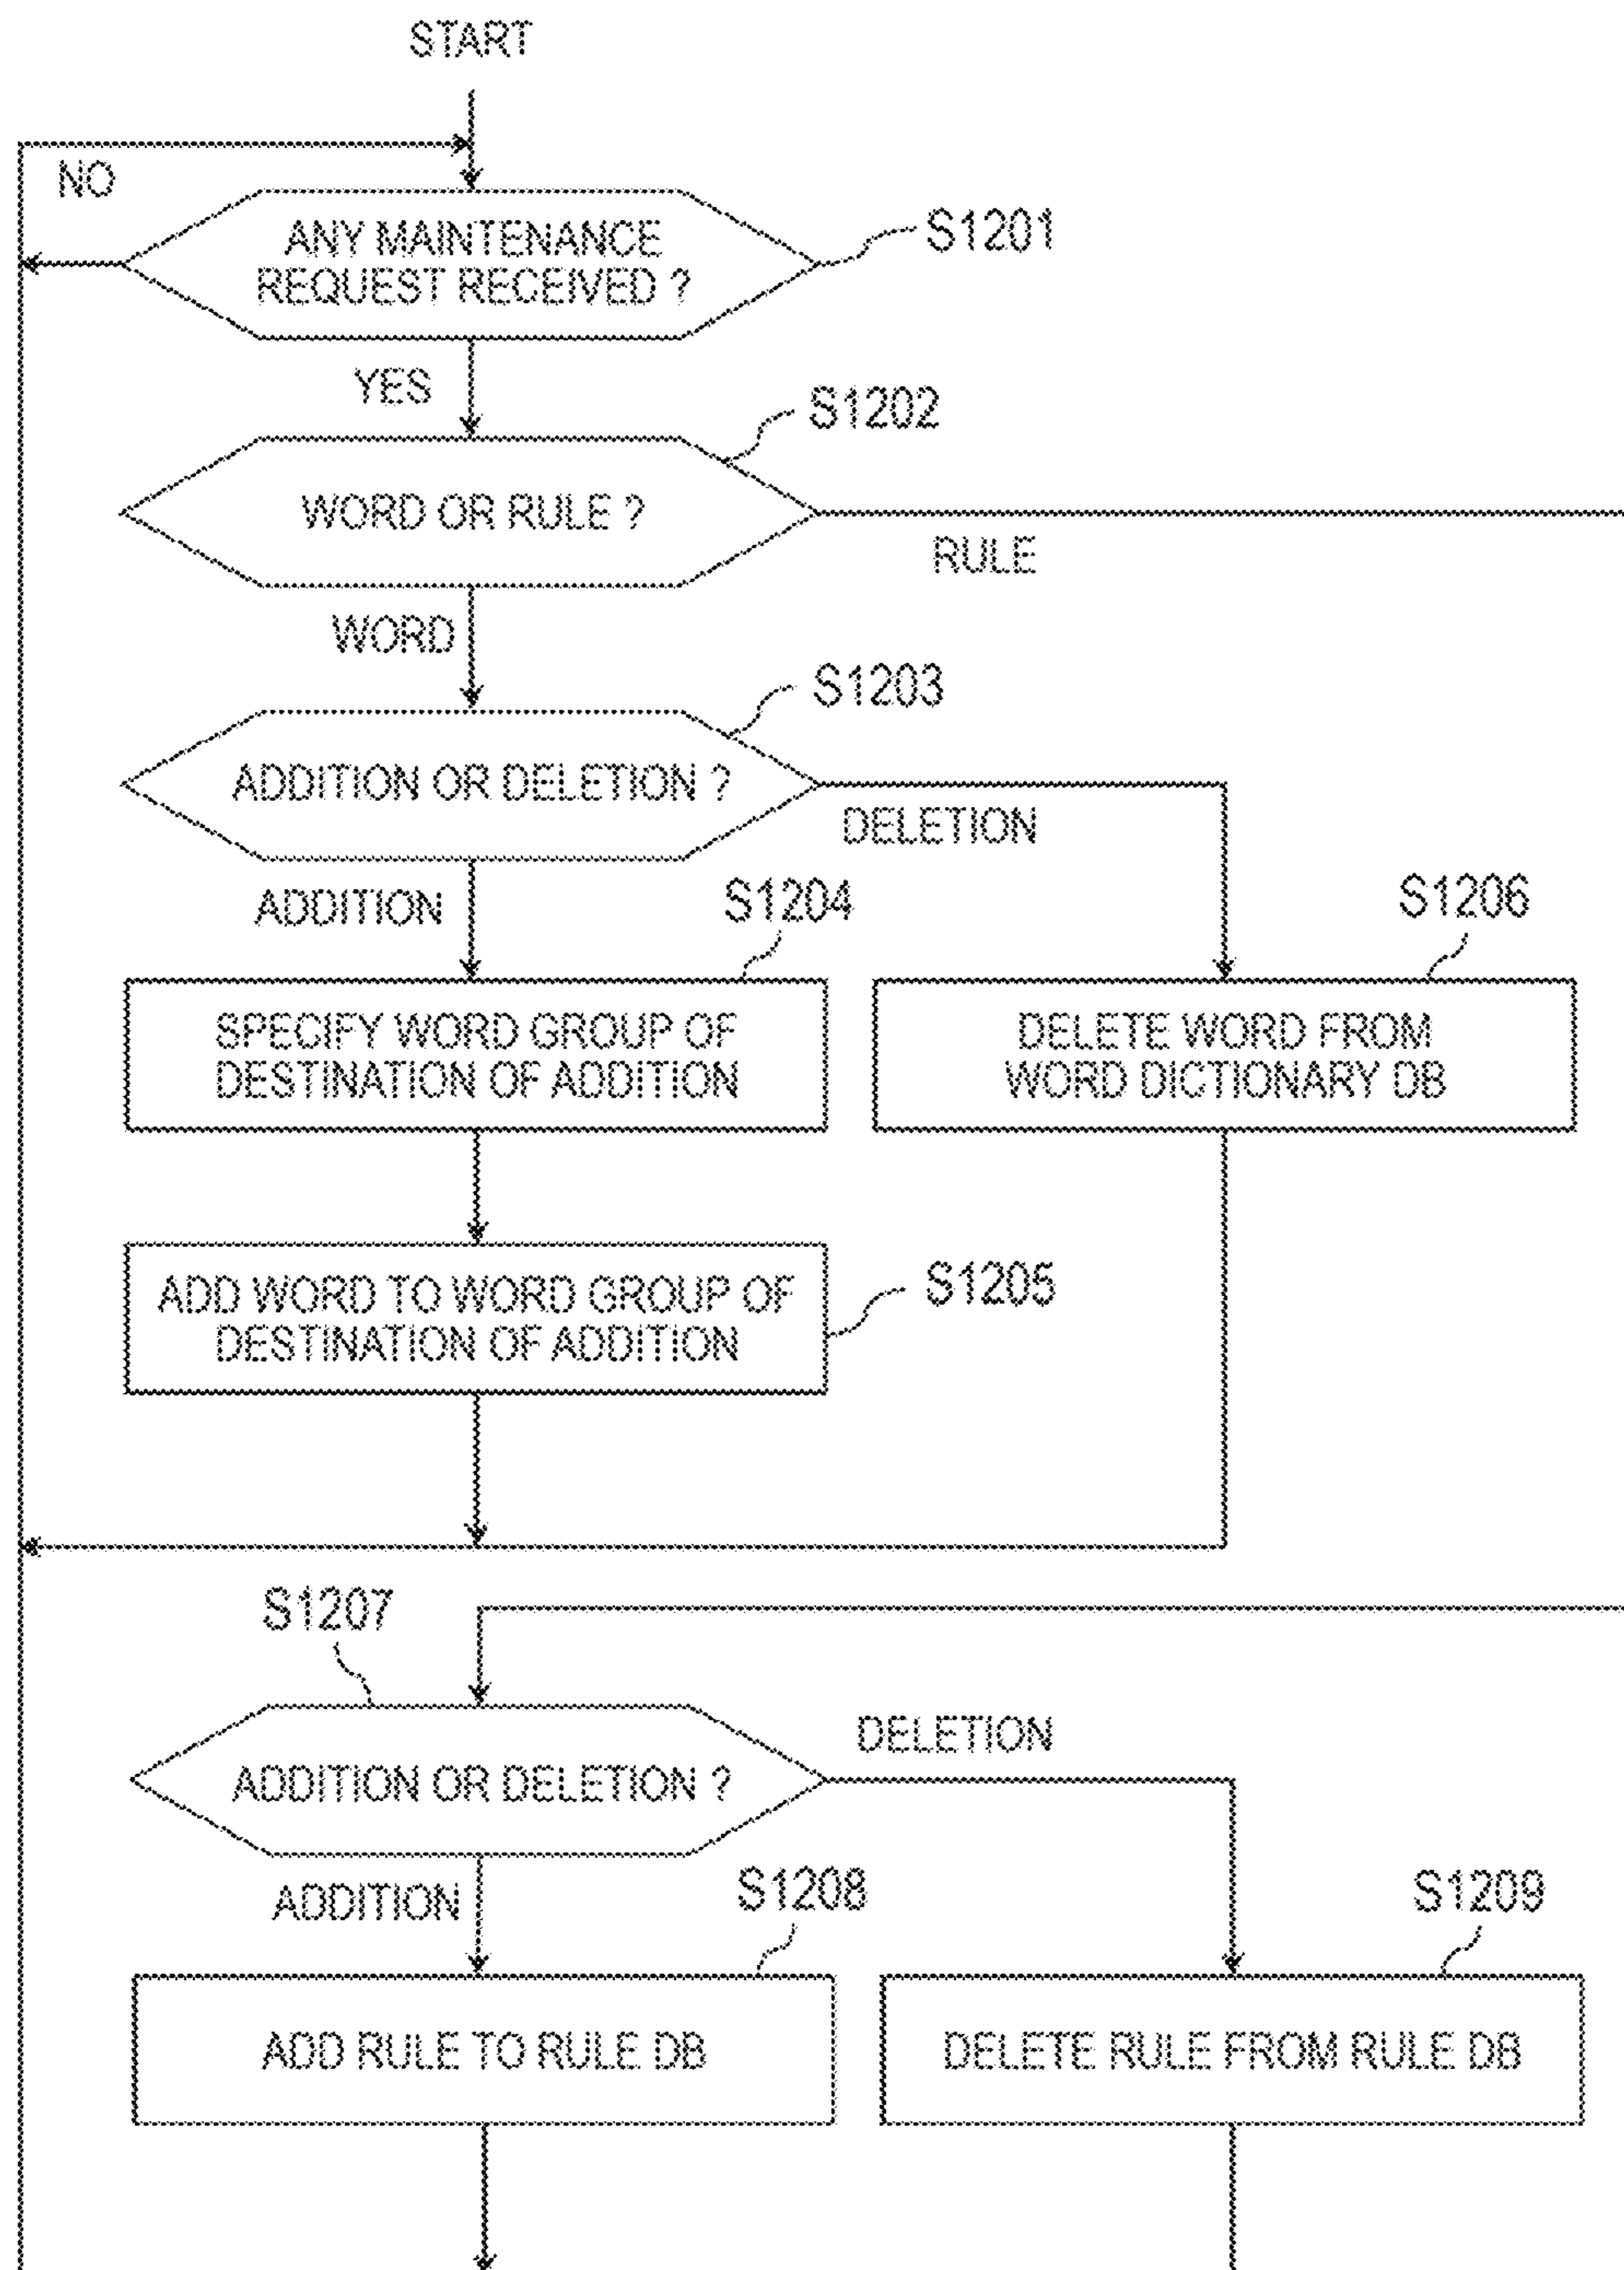 START
NO
ANY MAINTENANCE
REQUEST RECEIVED ?
S1201
YES
S1202
WORD OR RULE ?
RULE
WORD
S1203
ADDITION OR DELETION ?
DELETION
ADDITION
S1204
S1206
SPECIFY WORD GROUP OF
DESTINATION OF ADDITION
DELETE WORD FROM
WORD DICTIONARY DB
ADD WORD TO WORD GROUP OF
DESTINATION OF ADDITION
S1205
S1207
ADDITION OR DELETION ?
DELETION
ADDITION
S1208
S1209
ADD RULE TO RULE DB
DELETE RULE FROM RULE DB